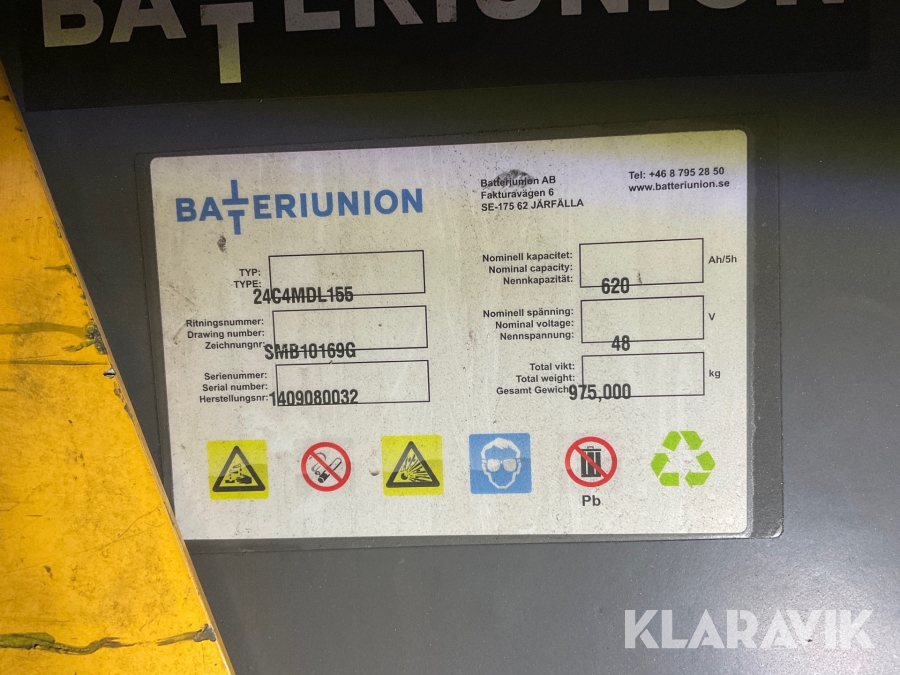 BATTERIUNION
BATTERIUNION
Batteriunion AB
Fakturavägen 6
SE-175 62 JÄRFÄLLA
Tel: +46 8 795 28 50
www.batteriunion.se
TYP:
TYPE:
24C4MDL155
Ritningsnummer:
Drawing number:
Zeichnungnr:
SMB10169G
Serienummer:
Serial number:
Herstellungsnr:
1409080032
Nominell kapacitet:
Nominal capacity:
Nennkapazität:
620
Ah/5h
Nominell spänning:
Nominal voltage:
Nennspannung:
48
V
Total vikt:
Total weight:
Gesamt Gewich
975,000
kg
Pb
KLARAVIK